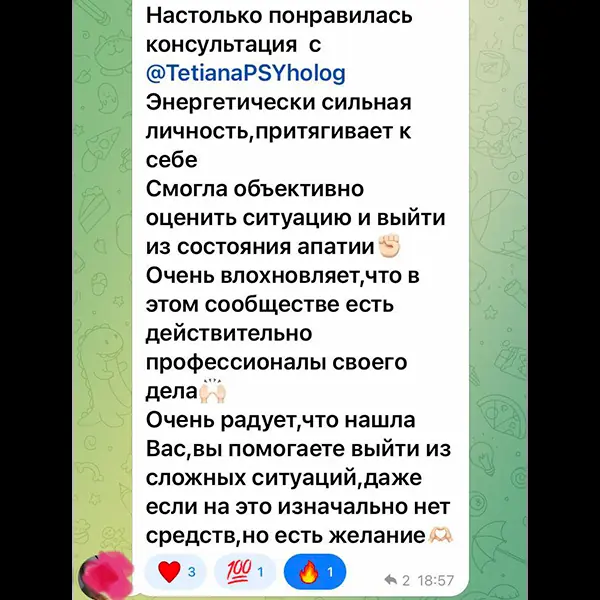 Настолько понравилась
консультация с
@TetianaPSYholog
Энергетически сильная
личность,притягивает к
себе
Смогла объективно
оценить ситуацию и выйти
из состояния апатии✊🏻
Очень влохновляет,что в
этом сообществе есть
действительно
профессионалы своего
дела🙌🏻
Очень радует,что нашла
Вас,вы помогаете выйти из
сложных ситуаций,даже
если на это изначально нет
средств,но есть желание🫶🏻
❤️ 3 💯 1 🔥 1 2 18:57